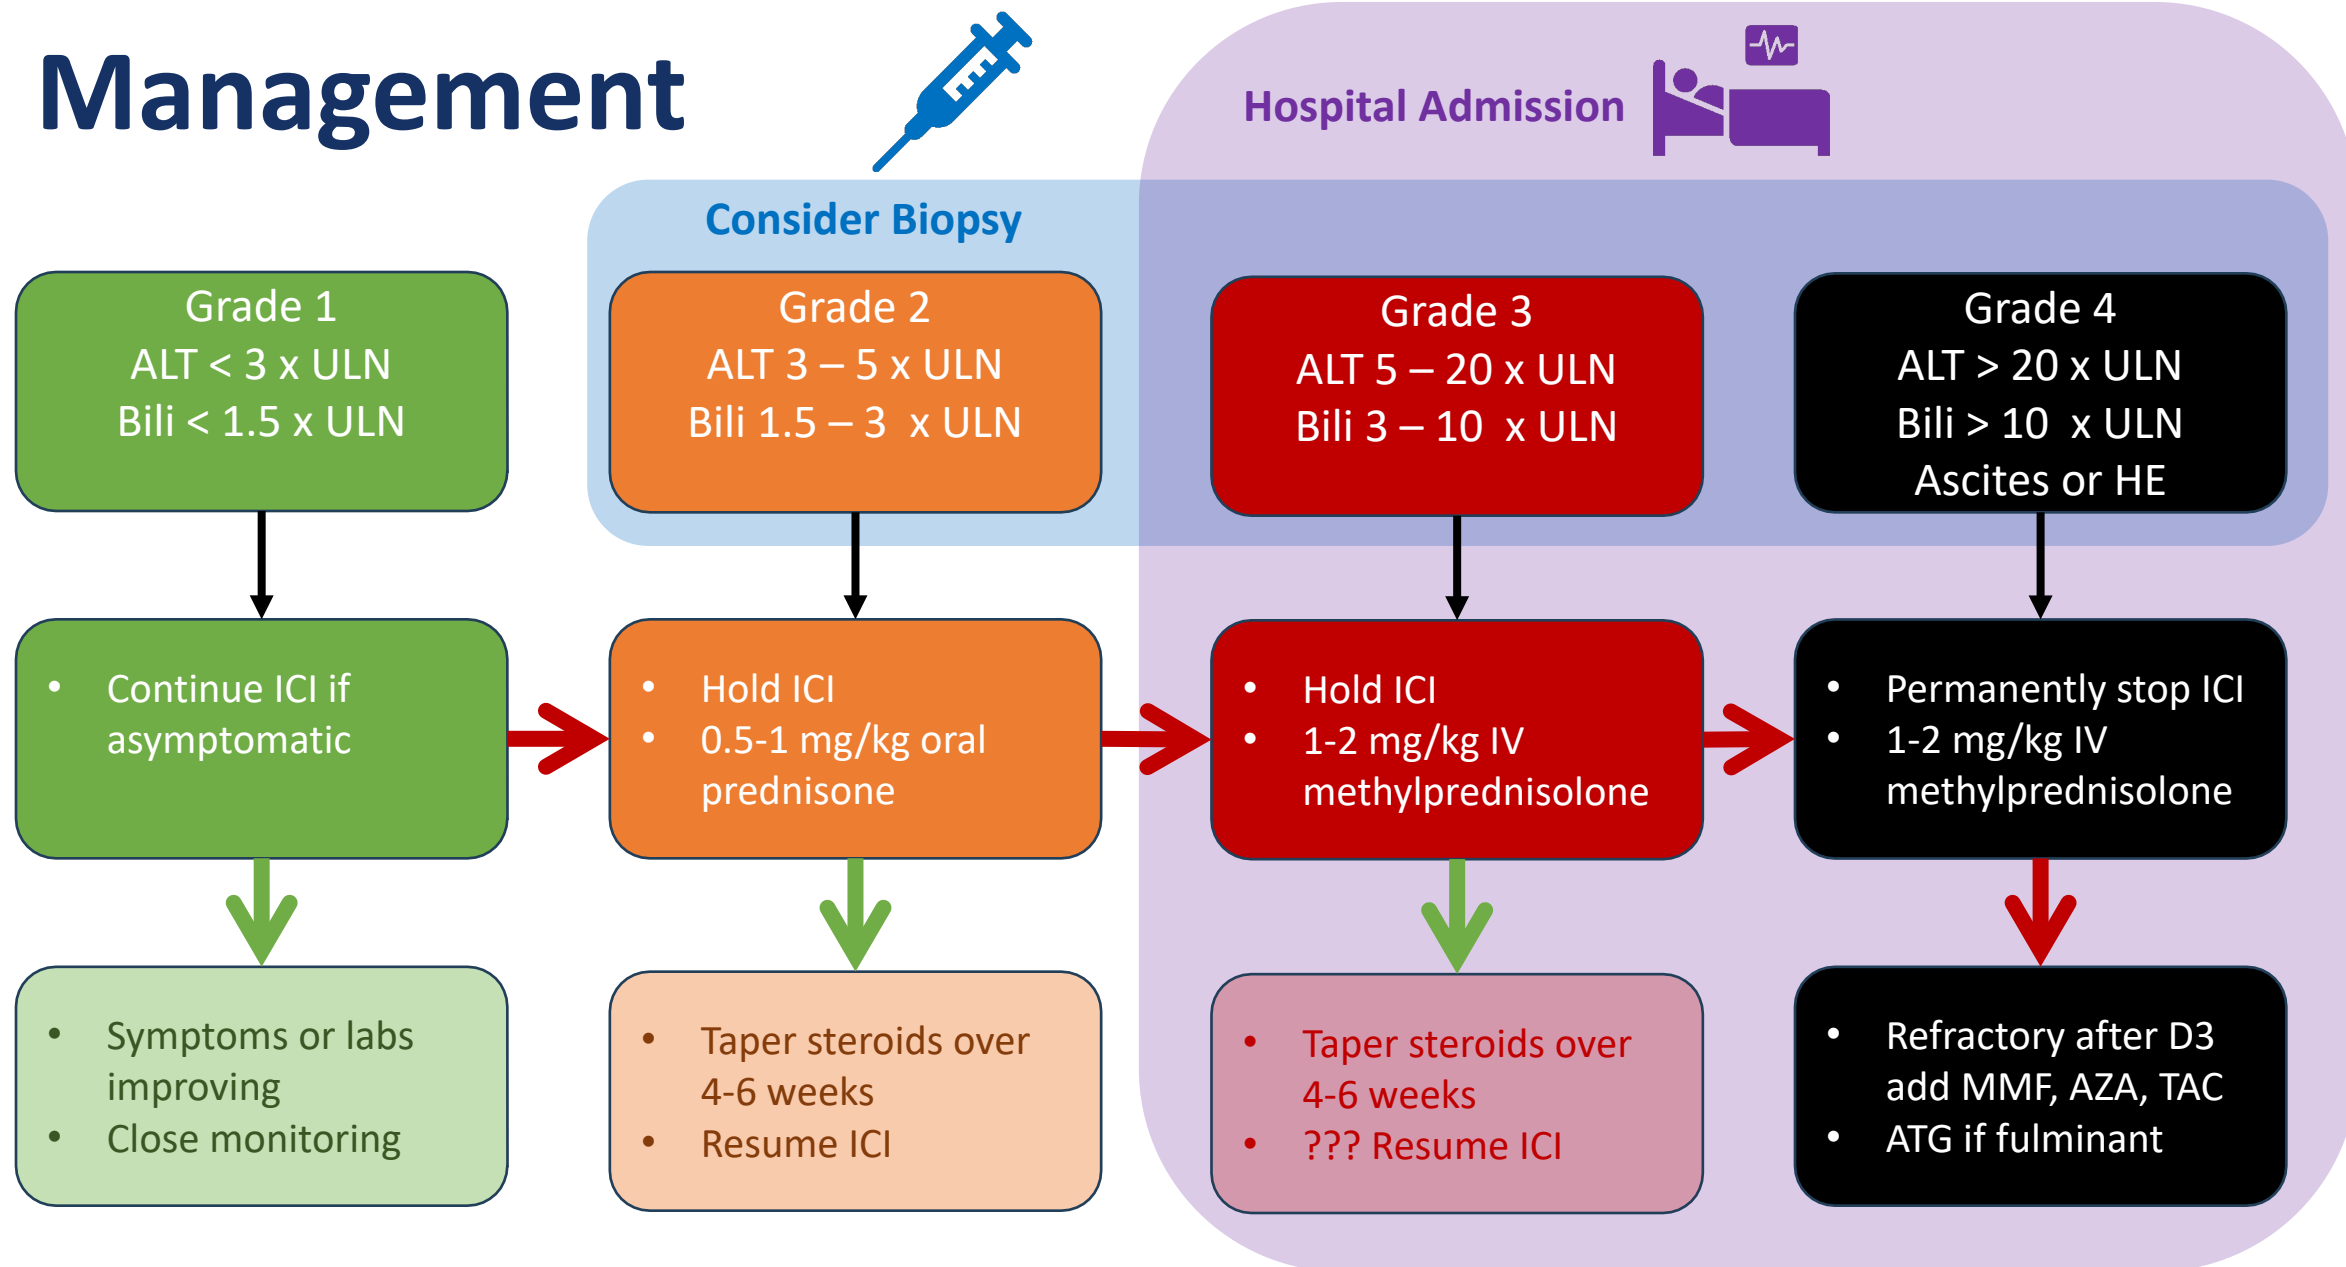 Management
Hospital Admission
Consider Biopsy
Grade 1
ALT < 3 x ULN
Bili < 1.5 x ULN
Grade 2
ALT 3 – 5 x ULN
Bili 1.5 – 3  x ULN
Grade 3
ALT 5 – 20 x ULN
Bili 3 – 10  x ULN
Grade 4
ALT > 20 x ULN
Bili > 10  x ULN
Ascites or HE
• Continue ICI if
asymptomatic
• Hold ICI
• 0.5-1 mg/kg oral
prednisone
• Hold ICI
• 1-2 mg/kg IV
methylprednisolone
• Permanently stop ICI
• 1-2 mg/kg IV
methylprednisolone
• Symptoms or labs
improving
• Close monitoring
• Taper steroids over
4-6 weeks
• Resume ICI
• Taper steroids over
4-6 weeks
• ??? Resume ICI
• Refractory after D3
add MMF, AZA, TAC
• ATG if fulminant